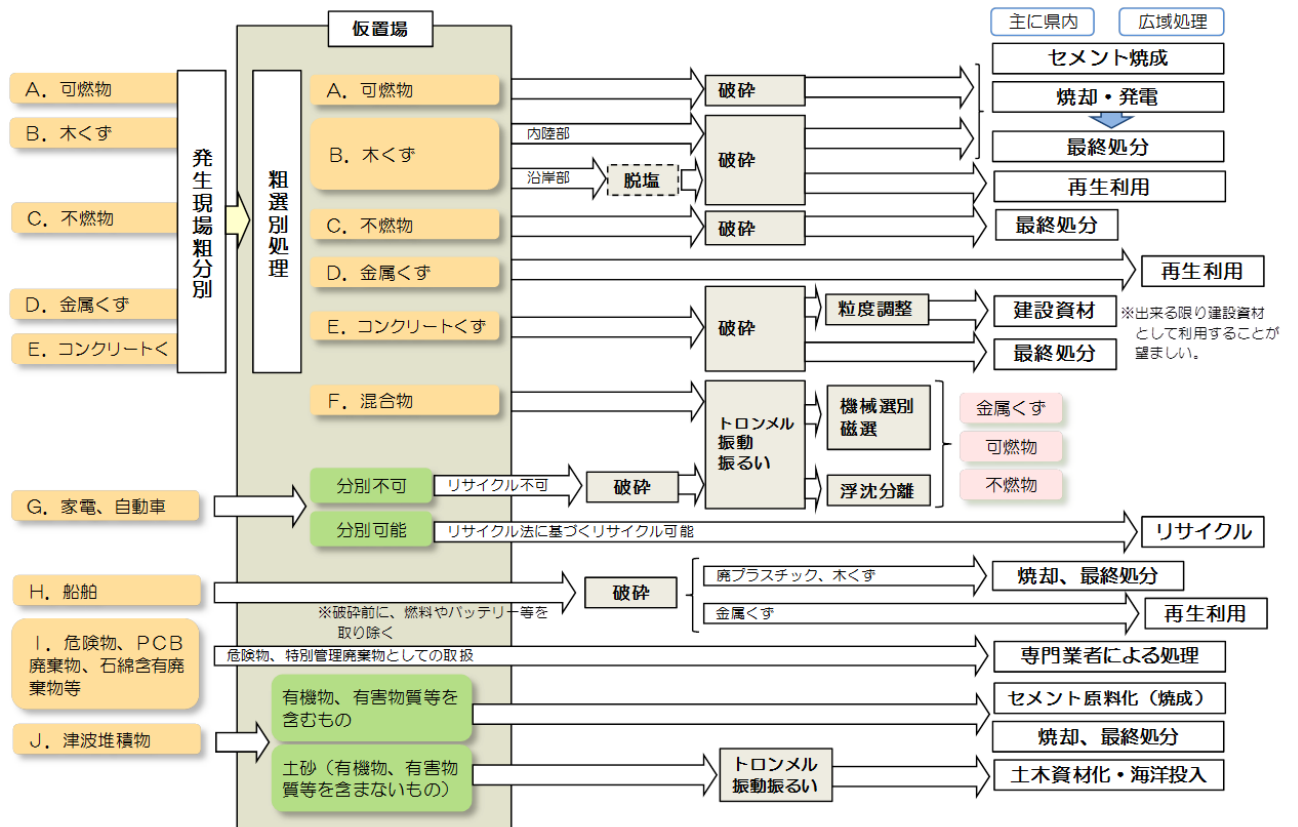 仮置場
主に県内
広域処理
A．可燃物
B．木くず
C．不燃物
D．金属くず
E．コンクリートく
発生現場粗分別
粗選別処理
A．可燃物
破砕
セメント焼成
焼却・発電
最終処分
B．木くず
内陸部
沿岸部
脱塩
破砕
再生利用
C．不燃物
破砕
最終処分
D．金属くず
再生利用
E．コンクリートくず
破砕
粒度調整
建設資材
※出来る限り建設資材
として利用することが
望ましい。
最終処分
F．混合物
トロンメル
振動
振るい
機械選別
磁選
浮沈分離
金属くず
可燃物
不燃物
G．家電、自動車
分別不可
リサイクル不可
破砕
分別可能
リサイクル法に基づくリサイクル可能
リサイクル
H．船舶
※破砕前に、燃料やバッテリー等を
取り除く
破砕
廃プラスチック、木くず
焼却、最終処分
金属くず
再生利用
I．危険物、PCB
廃棄物、石綿含有廃
棄物等
危険物、特別管理廃棄物としての取扱
専門業者による処理
J．津波堆積物
有機物、有害物質等を
含むもの
セメント原料化（焼成）
焼却、最終処分
土砂（有機物、有害物
質等を含まないもの）
トロンメル
振動振るい
土木資材化・海洋投入